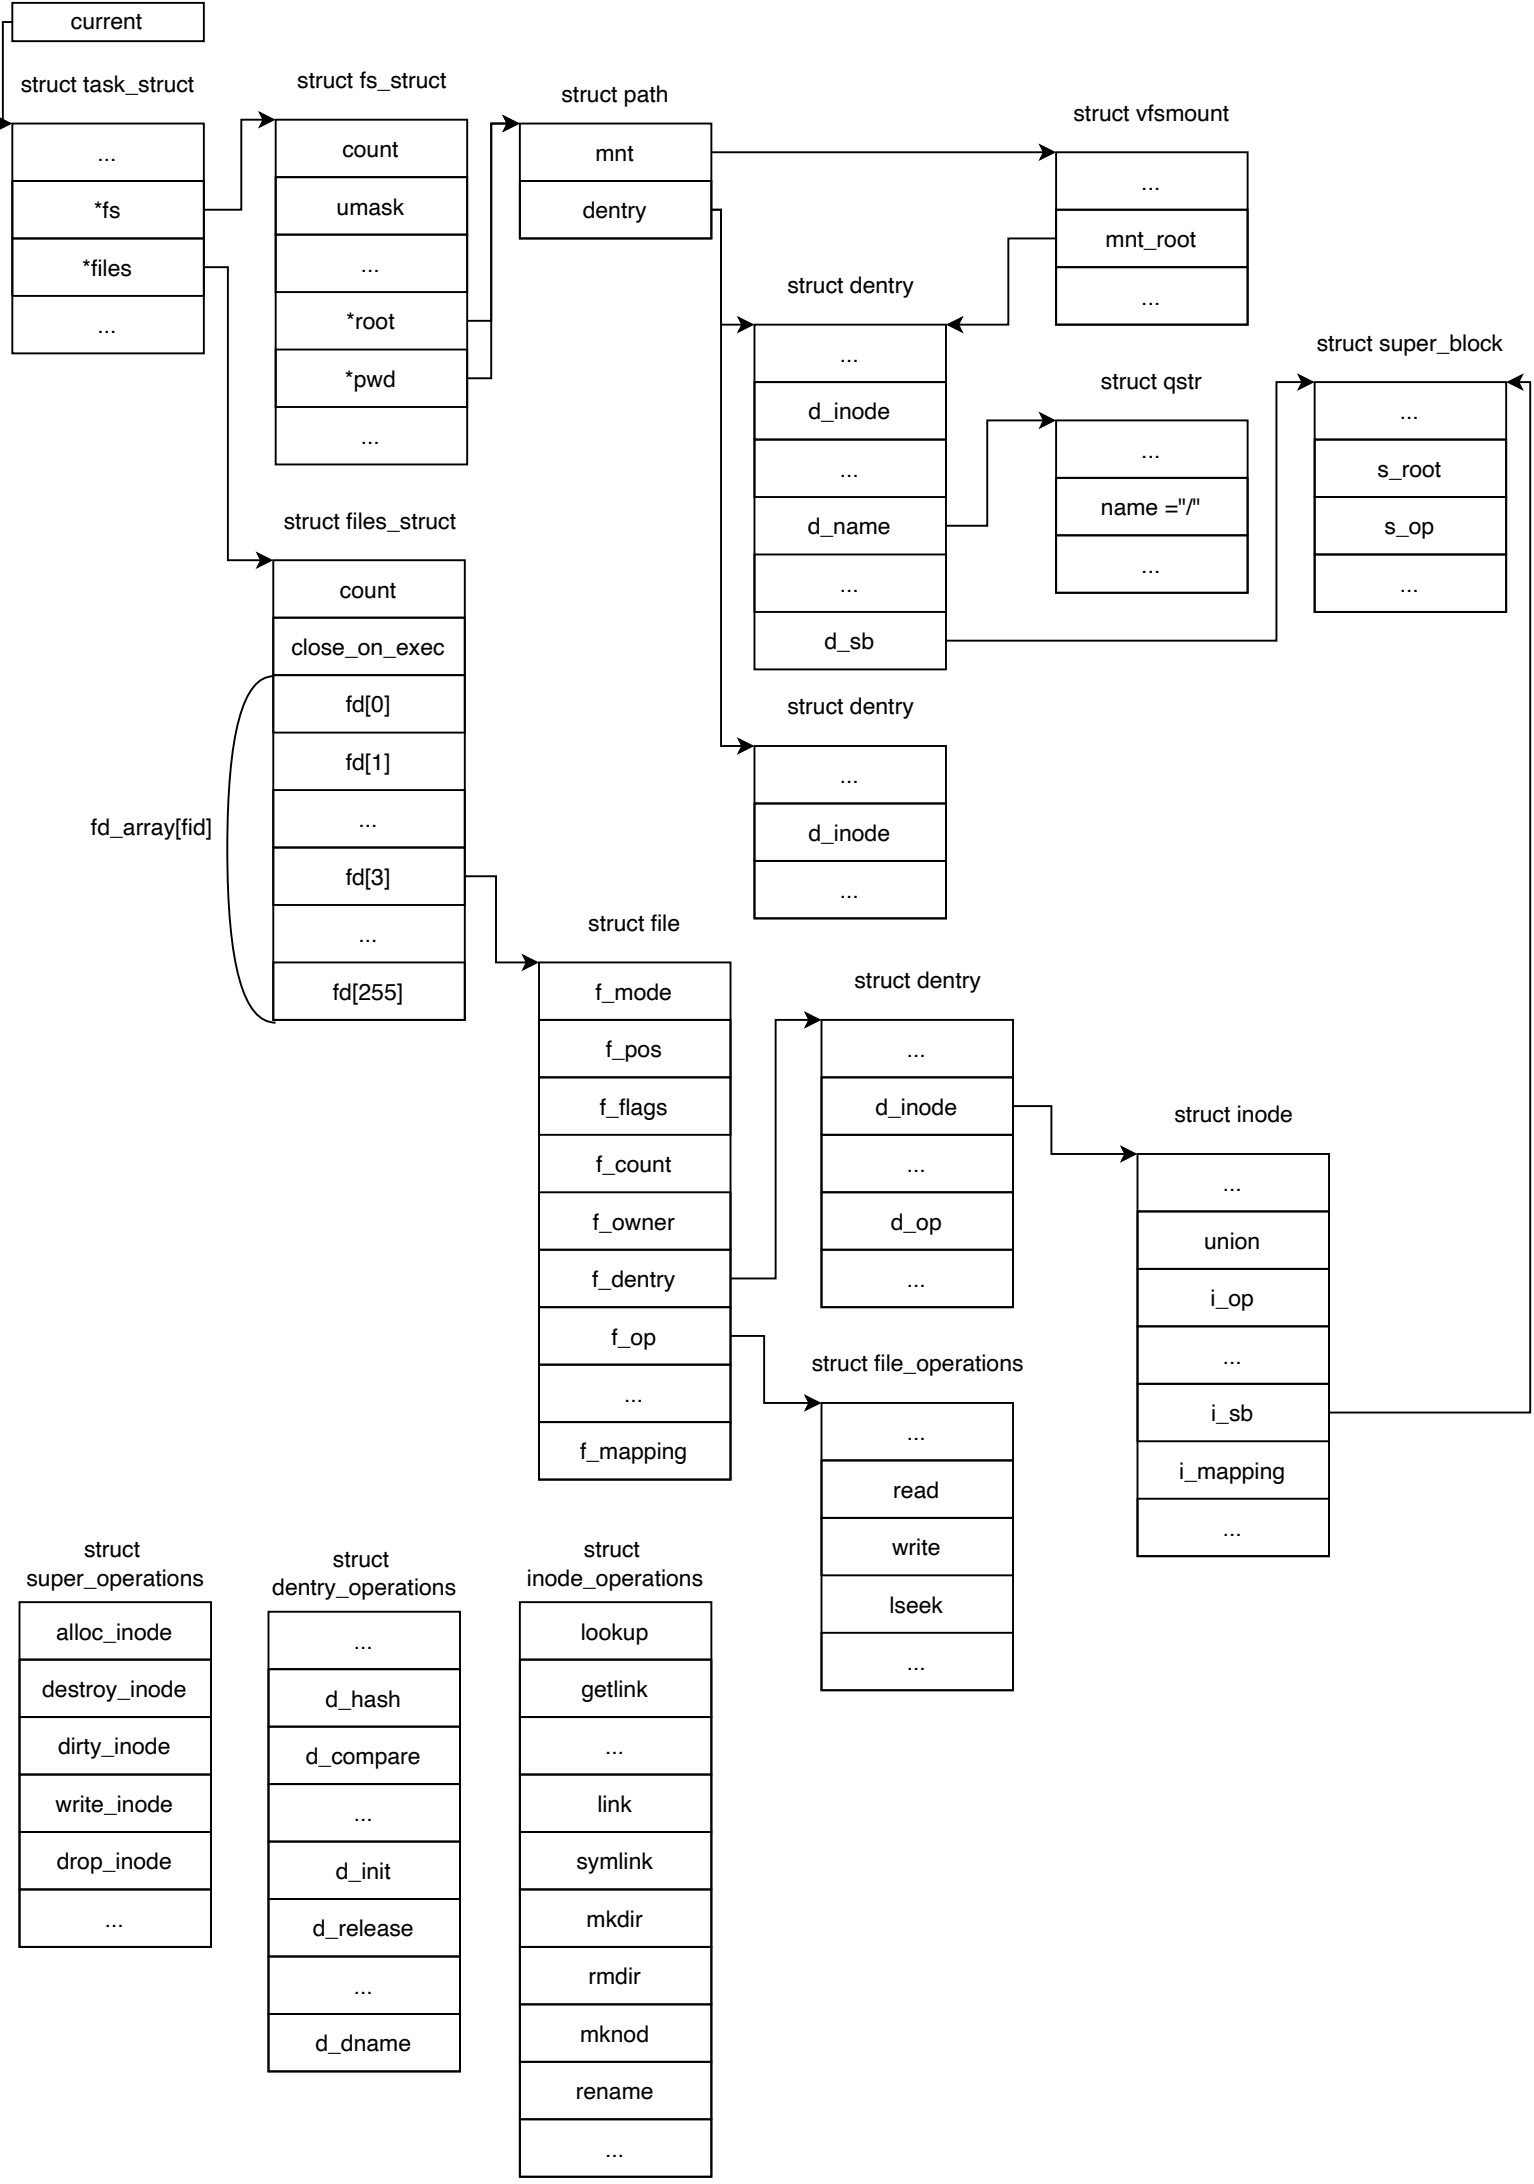 current
struct task_struct
...
*fs
*files
...
struct fs_struct
count
umask
...
*root
*pwd
...
struct path
mnt
dentry
struct vfsmount
...
mnt_root
...
struct dentry
...
d_inode
...
d_name
...
d_sb
struct qstr
...
name ="/"
...
struct super_block
...
s_root
s_op
...
struct files_struct
count
close_on_exec
fd[0]
fd[1]
...
fd[3]
...
fd[255]
fd_array[fid]
struct dentry
...
d_inode
...
struct file
f_mode
f_pos
f_flags
f_count
f_owner
f_dentry
f_op
...
f_mapping
struct dentry
...
d_inode
...
d_op
...
struct inode
...
union
i_op
...
i_sb
i_mapping
...
struct file_operations
...
read
write
lseek
...
struct
super_operations
alloc_inode
destroy_inode
dirty_inode
write_inode
drop_inode
...
struct
dentry_operations
...
d_hash
d_compare
...
d_init
d_release
...
d_dname
struct
inode_operations
lookup
getlink
...
link
symlink
mkdir
rmdir
mknod
rename
...